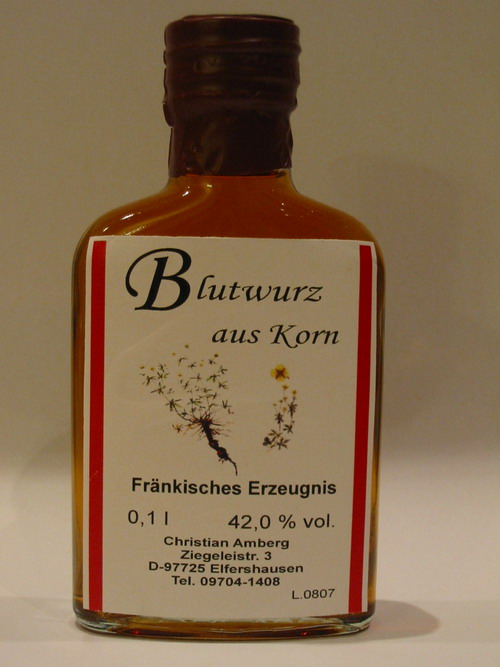 Blutwurz
aus Korn
Fränkisches Erzeugnis
0,1 l 42,0 % vol.
Christian Amberg
Ziegeleistr. 3
D-97725 Elfershausen
Tel. 09704-1408
L.0807